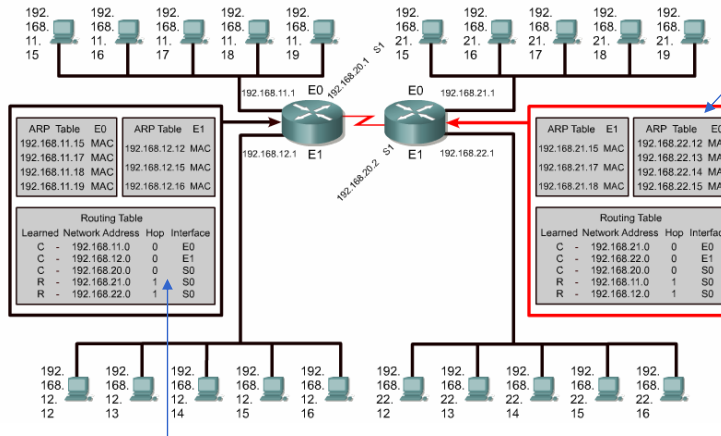 192.
168.
11.
15
192.
168.
11.
16
192.
168.
11.
17
192.
168.
11.
18
192.
168.
11.
19
192.
168.
21.
15
192.
168.
21.
16
192.
168.
21.
17
192.
168.
21.
18
192.
168.
21.
19
192.168.11.1
E0
192.168.20.1 S1
E0
192.168.21.1
192.168.12.1
E1
192.168.20.2 S1
E1
192.168.22.1
ARP Table E0
192.168.11.15 MAC
192.168.11.17 MAC
192.168.11.18 MAC
192.168.11.19 MAC
ARP Table E1
192.168.12.12 MAC
192.168.12.15 MAC
192.168.12.16 MAC
Routing Table
Learned Network Address Hop Interface
C - 192.168.11.0 0 E0
C - 192.168.12.0 0 E1
C - 192.168.20.0 0 S0
R - 192.168.21.0 1 S0
R - 192.168.22.0 1 S0
ARP Table E1
192.168.21.15 MAC
192.168.21.17 MAC
192.168.21.18 MAC
ARP Table
192.168.22.12
192.168.22.13
192.168.22.14
192.168.22.15
Routing Table
Learned Network Address Hop
C - 192.168.21.0 0 E0
C - 192.168.22.0 0 E1
C - 192.168.20.0 0 S0
R - 192.168.11.0 1 S0
R - 192.168.12.0 1 S0
192.
168.
12.
12
192.
168.
12.
13
192.
168.
12.
14
192.
168.
12.
15
192.
168.
12.
16
192.
168.
22.
12
192.
168.
22.
13
192.
168.
22.
14
192.
168.
22.
15
192.
168.
22.
16